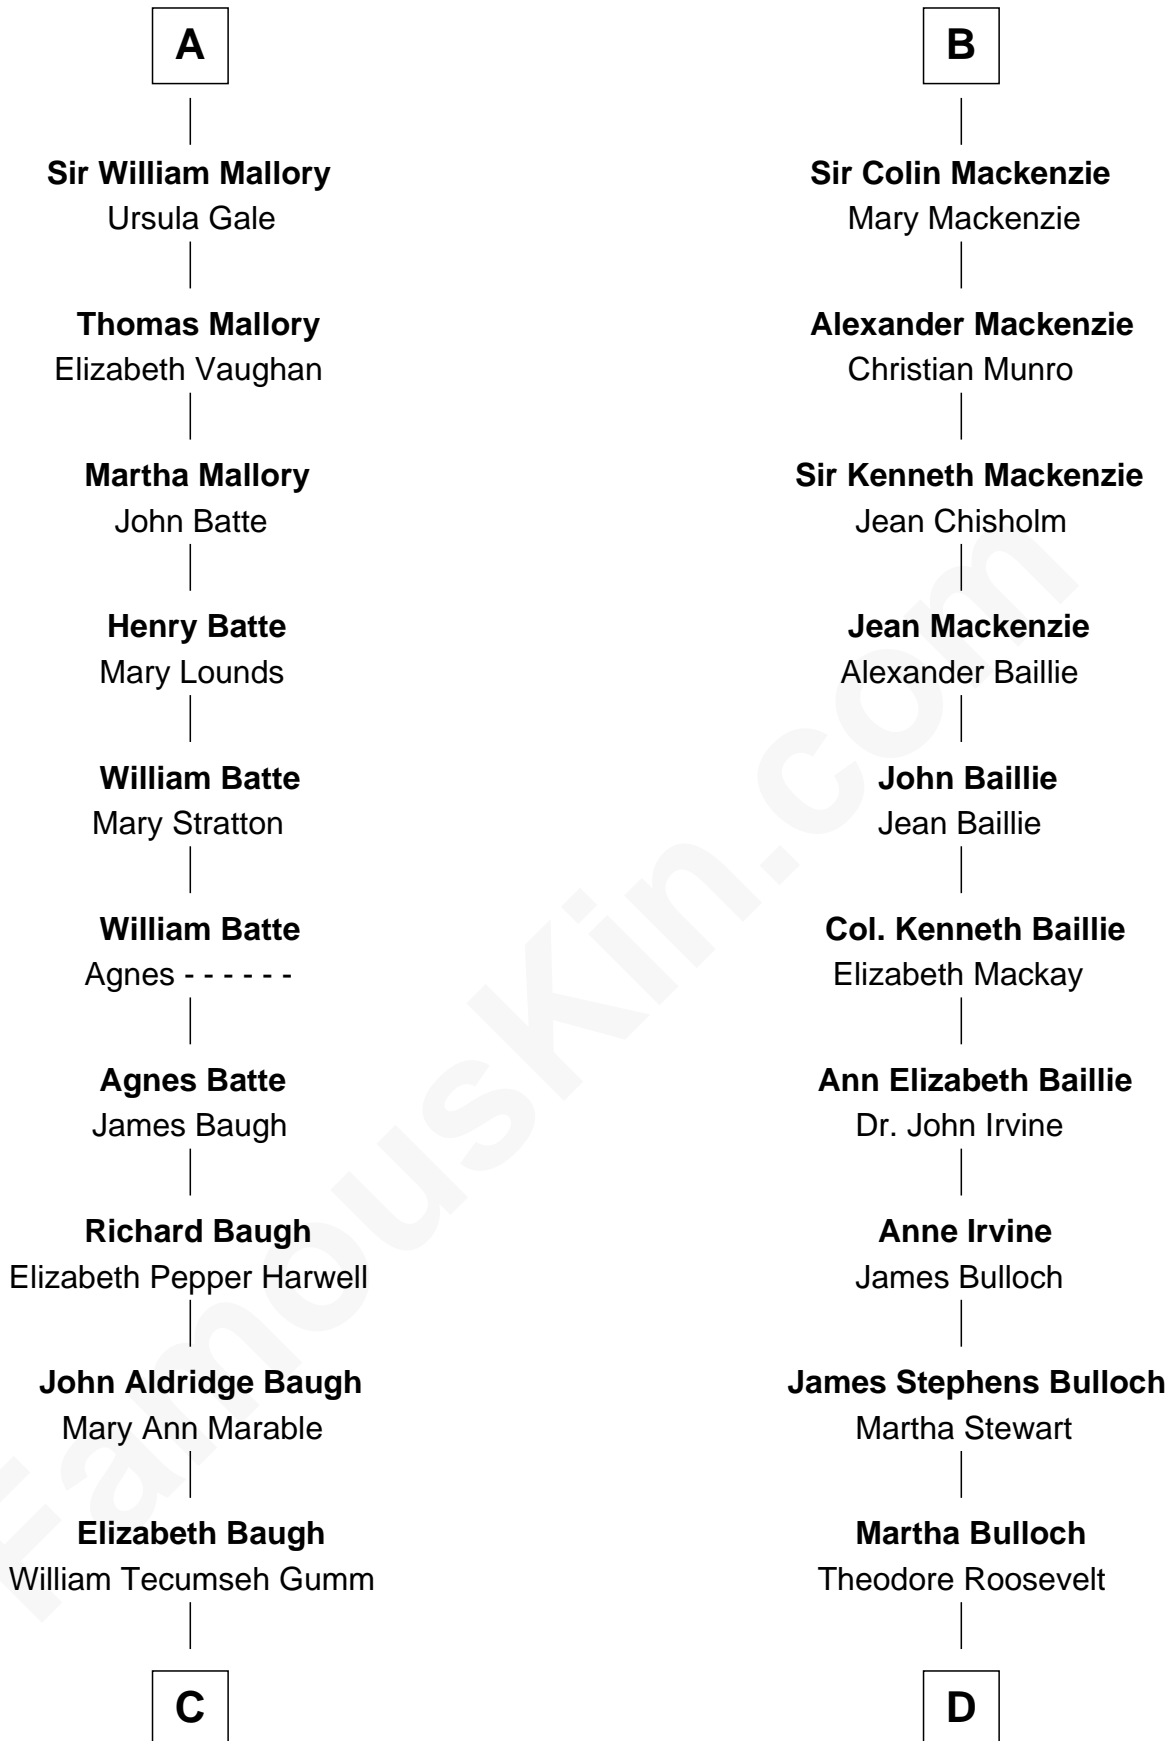 A
Sir William Mallory
Ursula Gale
Thomas Mallory
Elizabeth Vaughan
Martha Mallory
John Batte
Henry Batte
Mary Lounds
William Batte
Mary Stratton
William Batte
Agnes - - - - - -
Agnes Batte
James Baugh
Richard Baugh
Elizabeth Pepper Harwell
John Aldridge Baugh
Mary Ann Marable
Elizabeth Baugh
William Tecumseh Gumm
C
B
Sir Colin Mackenzie
Mary Mackenzie
Alexander Mackenzie
Christian Munro
Sir Kenneth Mackenzie
Jean Chisholm
Jean Mackenzie
Alexander Baillie
John Baillie
Jean Baillie
Col. Kenneth Baillie
Elizabeth Mackay
Ann Elizabeth Baillie
Dr. John Irvine
Anne Irvine
James Bulloch
James Stephens Bulloch
Martha Stewart
Martha Bulloch
Theodore Roosevelt
D
FamousKin.com